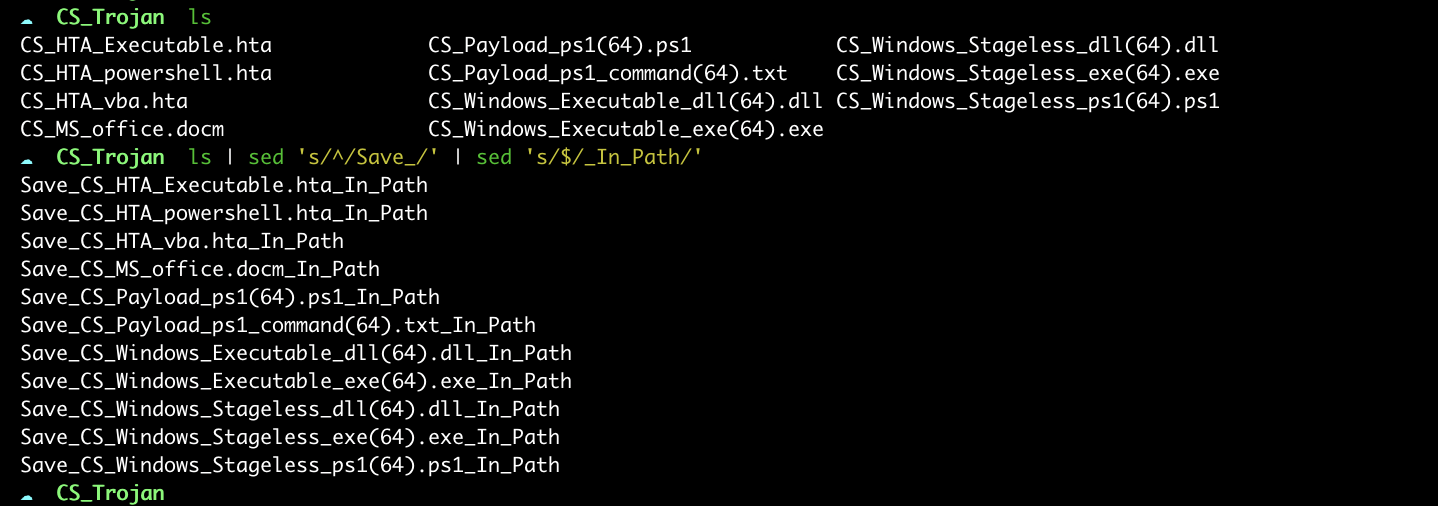 ☁ CS_Trojan ls
CS_HTA_Executable.hta CS_Payload_ps1(64).ps1 CS_Windows_Stageless_dll(64).dll
CS_HTA_powershell.hta CS_Payload_ps1_command(64).txt CS_Windows_Stageless_exe(64).exe
CS_HTA_vba.hta CS_Windows_Executable_dll(64).dll CS_Windows_Stageless_ps1(64).ps1
CS_MS_office.docm CS_Windows_Executable_exe(64).exe
☁ CS_Trojan ls | sed 's/^/Save_/' | sed 's/$/_In_Path/'
Save_CS_HTA_Executable.hta_In_Path
Save_CS_HTA_powershell.hta_In_Path
Save_CS_HTA_vba.hta_In_Path
Save_CS_MS_office.docm_In_Path
Save_CS_Payload_ps1(64).ps1_In_Path
Save_CS_Payload_ps1_command(64).txt_In_Path
Save_CS_Windows_Executable_dll(64).dll_In_Path
Save_CS_Windows_Executable_exe(64).exe_In_Path
Save_CS_Windows_Stageless_dll(64).dll_In_Path
Save_CS_Windows_Stageless_exe(64).exe_In_Path
Save_CS_Windows_Stageless_ps1(64).ps1_In_Path
☁ CS_Trojan